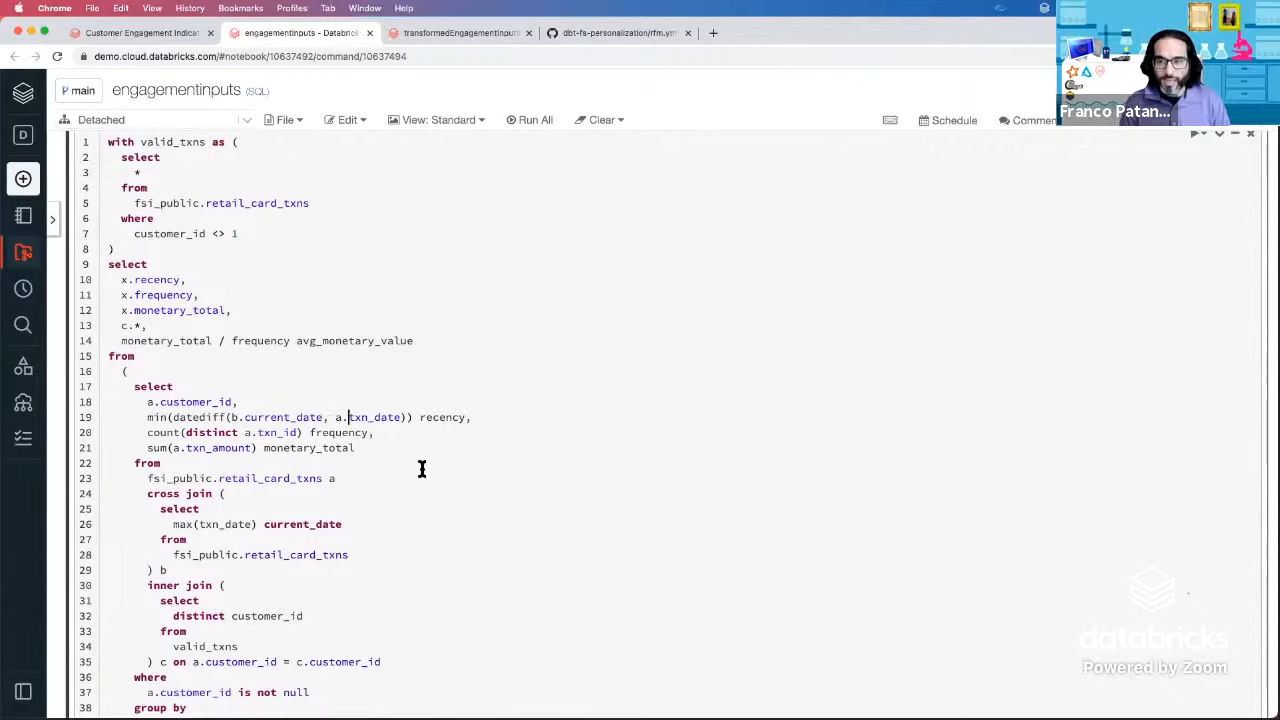 Chrome File Edit View History Bookmarks Profiles Tab Window Help
Customer Engagement Indicat
engagementInputs - Databricks
transformedEngagementInputs
dbt-fs-personalization/rfm.ym
demo.cloud.databricks.com/#notebook/10637492/command/10637494
main
engagementInputs (SQL)
Detached
File
Edit
View: Standard
Run All
Clear
Schedule
Commen
Franco Patan...
D
1 with valid_txns as (
2 select
3 *
4 from
5 fsi_public.retail_card_txns
6 where
7 customer_id <> 1
8 )
9 select
10 x.recency,
11 x.frequency,
12 x.monetary_total,
13 c.*,
14 monetary_total / frequency avg_monetary_value
15 from
16 (
17 select
18 a.customer_id,
19 min(datediff(b.current_date, a.txn_date)) recency,
20 count(distinct a.txn_id) frequency,
21 sum(a.txn_amount) monetary_total
22 from
23 fsi_public.retail_card_txns a
24 cross join (
25 select
26 max(txn_date) current_date
27 from
28 fsi_public.retail_card_txns
29 ) b
30 inner join (
31 select
32 distinct customer_id
33 from
34 valid_txns
35 ) c on a.customer_id = c.customer_id
36 where
37 a.customer_id is not null
38 group by
databricks
Powered by Zoom